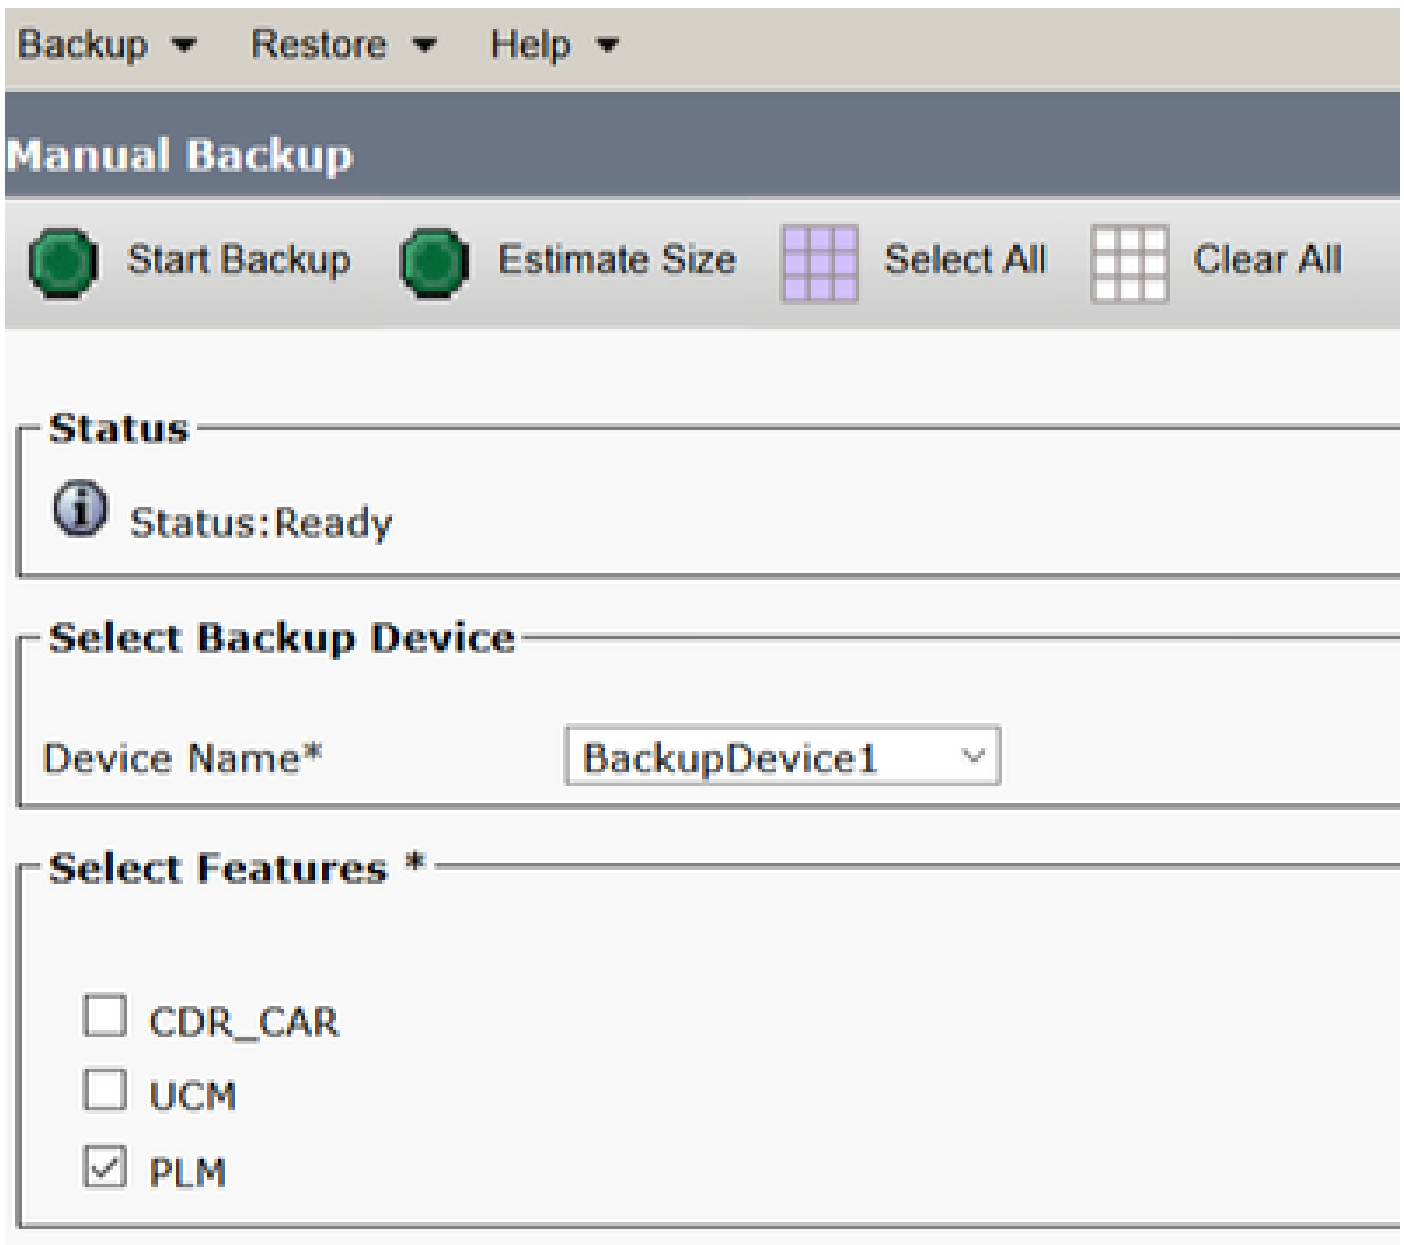 Backup Restore Help
Manual Backup
Start Backup Estimate Size Select All Clear All
Status
Status:Ready
Select Backup Device
Device Name* BackupDevice1
Select Features *
CDR_CAR
UCM
PLM